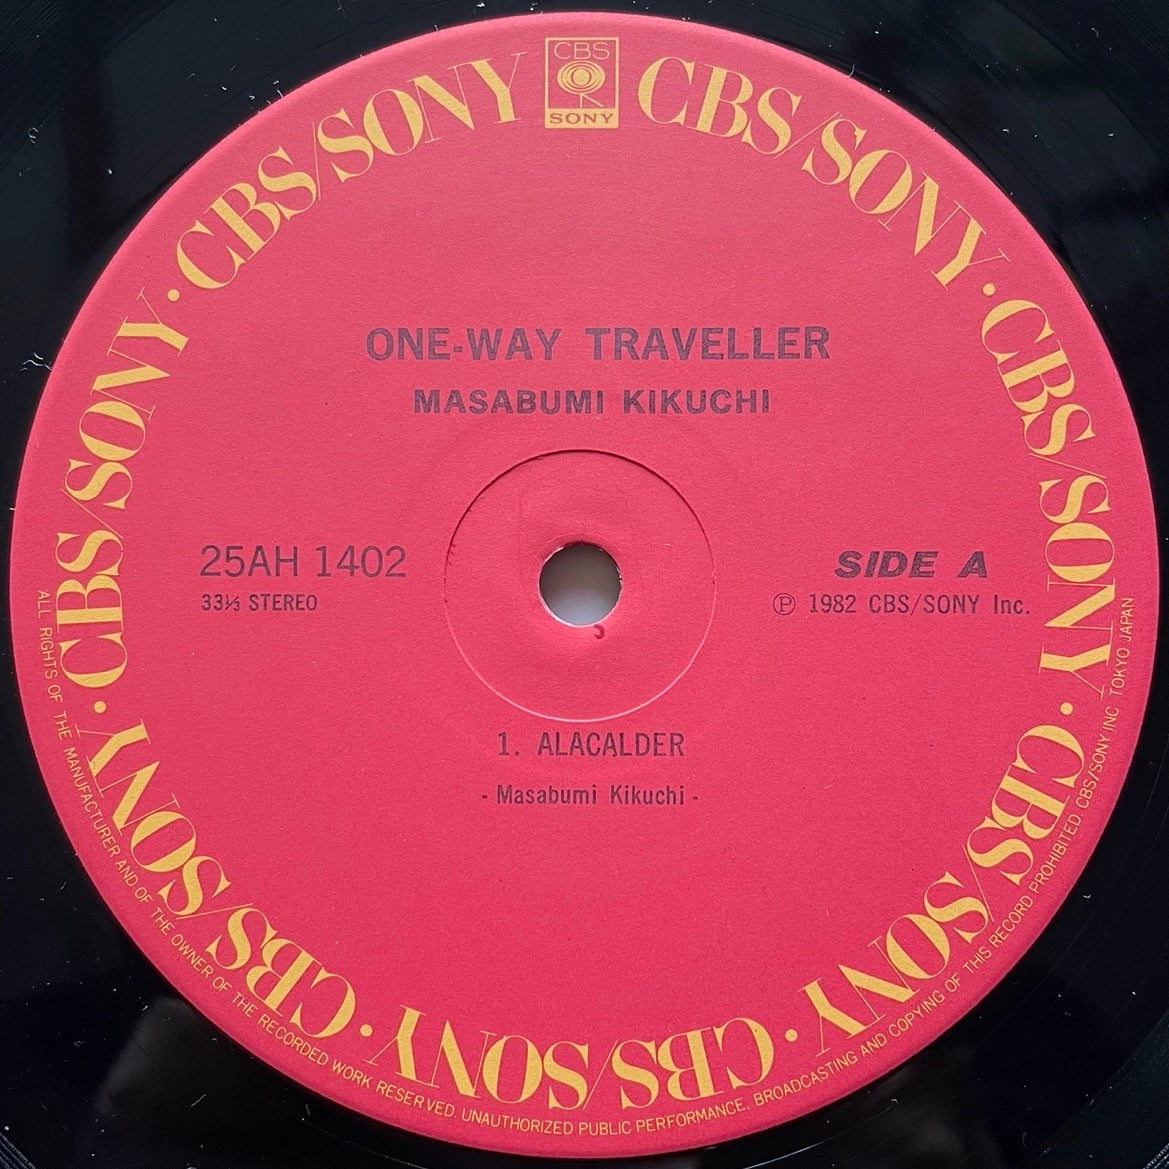 CBS
SONY
CBS/SONY · CBS/SONY · CBS/SONY · CBS/SONY · CBS/SONY · CBS/SONY · CBS/SONY
ONE-WAY TRAVELLER
MASABUMI KIKUCHI
25AH 1402
33⅓ STEREO
SIDE A
Ⓟ 1982 CBS/SONY Inc.
1. ALACALDER
- Masabumi Kikuchi -
ALL RIGHTS OF THE MANUFACTURER AND OF THE OWNER OF THE RECORDED WORK RESERVED. UNAUTHORIZED PUBLIC PERFORMANCE, BROADCASTING AND COPYING OF THIS RECORD PROHIBITED. CBS/SONY INC. TOKYO JAPAN